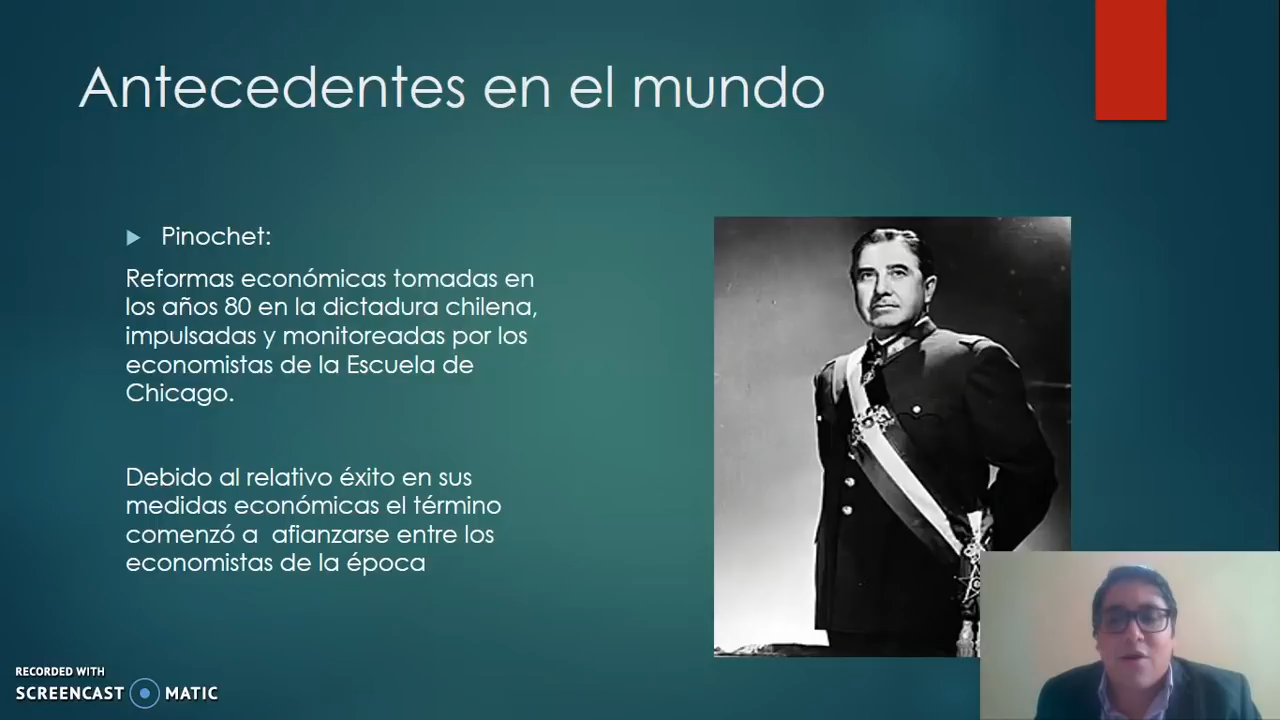 Antecedentes en el mundo
Pinochet:
Reformas económicas tomadas en
los años 80 en la dictadura chilena,
impulsadas y monitoreadas por los
economistas de la Escuela de
Chicago.
Debido al relativo éxito en sus
medidas económicas el término
comenzó a  afianzarse entre los
economistas de la época
RECORDED WITH
SCREENCAST MATIC